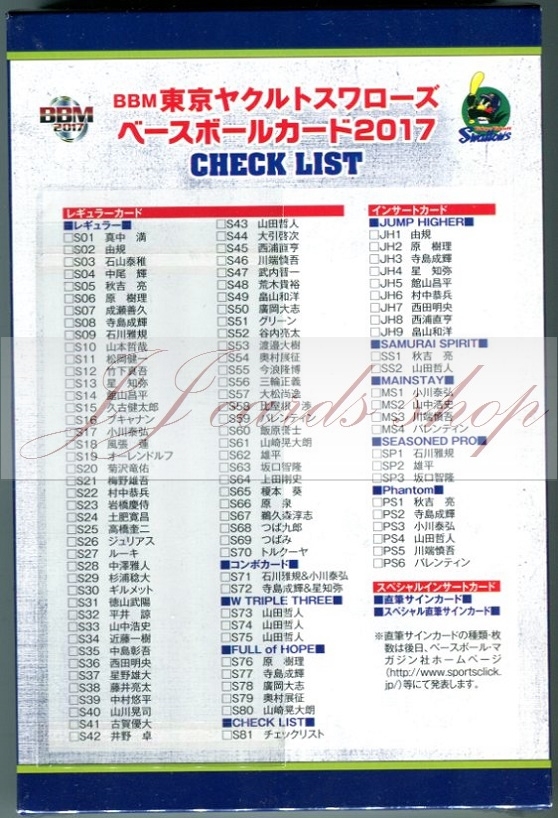 BBM東京ヤクルトスワローズ
ベースボールカード2017
CHECK LIST
BBM
2017
Swallows
レギュラーカード
■レギュラー■
□S01 真中 満
□S02 由規
□S03 石山泰稚
□S04 中尾 輝
□S05 秋吉 亮
□S06 原 樹理
□S07 成瀬善久
□S08 寺島成輝
□S09 石川雅規
□S10 山本哲哉
□S11 松岡健一
□S12 竹下真吾
□S13 星 知弥
□S14 館山昌平
□S15 久古健太郎
□S16 ブキャナン
□S17 小川泰弘
□S18 風張 蓮
□S19 オーレンドルフ
□S20 菊沢竜佑
□S21 梅野雄吾
□S22 村中恭兵
□S23 岩橋慶侍
□S24 土肥寛昌
□S25 高橋奎二
□S26 ジュリアス
□S27 ルーキ
□S28 中澤雅人
□S29 杉浦稔大
□S30 ギルメット
□S31 徳山武陽
□S32 平井 諒
□S33 山中浩史
□S34 近藤一樹
□S35 中島彰吾
□S36 西田明央
□S37 星野雄大
□S38 藤井亮太
□S39 中村悠平
□S40 山川晃司
□S41 古賀優大
□S42 井野 卓
□S43 山田哲人
□S44 大引啓次
□S45 西浦直亨
□S46 川端慎吾
□S47 武内晋一
□S48 荒木貴裕
□S49 畠山和洋
□S50 廣岡大志
□S51 グリーン
□S52 谷内亮太
□S53 渡邉大樹
□S54 奥村展征
□S55 今浪隆博
□S56 三輪正義
□S57 大松尚逸
□S58 比屋根 渉
□S59 バレンティン
□S60 飯原誉士
□S61 山崎晃大朗
□S62 雄平
□S63 坂口智隆
□S64 上田剛史
□S65 榎本 葵
□S66 原 泉
□S67 鵜久森淳志
□S68 つば九郎
□S69 つばみ
□S70 トルクーヤ
■コンボカード■
□S71 石川雅規&小川泰弘
□S72 寺島成輝&星知弥
■W TRIPLE THREE■
□S73 山田哲人
□S74 山田哲人
□S75 山田哲人
■FULL of HOPE■
□S76 原 樹理
□S77 寺島成輝
□S78 廣岡大志
□S79 奥村展征
□S80 山崎晃大朗
■CHECK LIST■
□S81 チェックリスト
インサートカード
■JUMP HIGHER■
□JH1 由規
□JH2 原 樹理
□JH3 寺島成輝
□JH4 星 知弥
□JH5 館山昌平
□JH6 村中恭兵
□JH7 西田明央
□JH8 西浦直亨
□JH9 畠山和洋
■SAMURAI SPIRIT■
□SS1 秋吉 亮
□SS2 山田哲人
■MAINSTAY■
□MS1 小川泰弘
□MS2 山中浩史
□MS3 川端慎吾
□MS4 バレンティン
■SEASONED PRO■
□SP1 石川雅規
□SP2 雄平
□SP3 坂口智隆
■Phantom■
□PS1 秋吉 亮
□PS2 寺島成輝
□PS3 小川泰弘
□PS4 山田哲人
□PS5 川端慎吾
□PS6 バレンティン
スペシャルインサートカード
■直筆サインカード■
■スペシャル直筆サインカード■
※直筆サインカードの種類・枚
数は後日、ベースボール・マ
ガジン社ホームページ
(http://www.sportsclick.
jp/)等にて発表します。
JJ cards shop